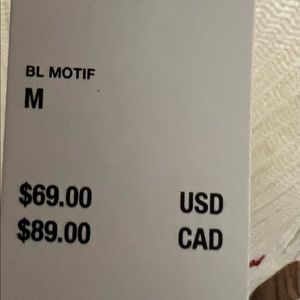 BL MOTIF
M
$69.00 USD
$89.00 CAD